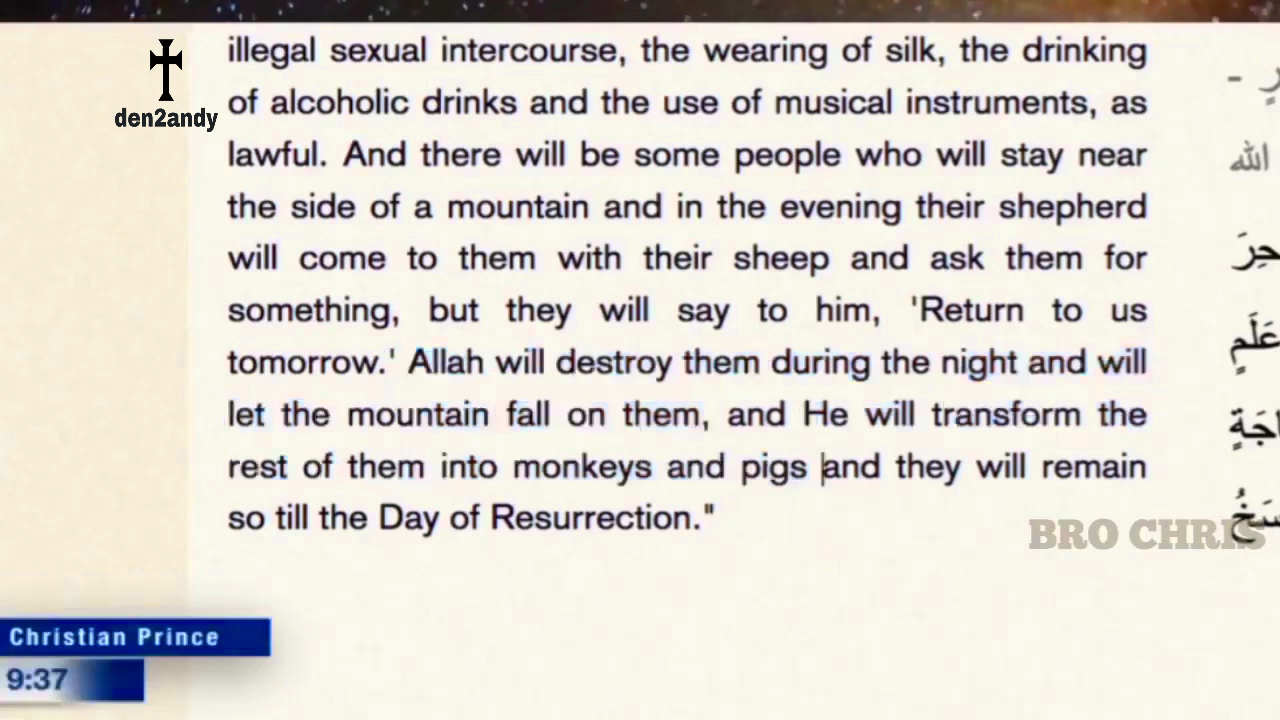 illegal sexual intercourse, the wearing of silk, the drinking
of alcoholic drinks and the use of musical instruments, as
lawful. And there will be some people who will stay near
the side of a mountain and in the evening their shepherd
will come to them with their sheep and ask them for
something, but they will say to him, 'Return to us
tomorrow.' Allah will destroy them during the night and will
let the mountain fall on them, and He will transform the
rest of them into monkeys and pigs and they will remain
so till the Day of Resurrection."
den2andy
الله
عَلَمٍ
BRO CHRIS
Christian Prince
9:37